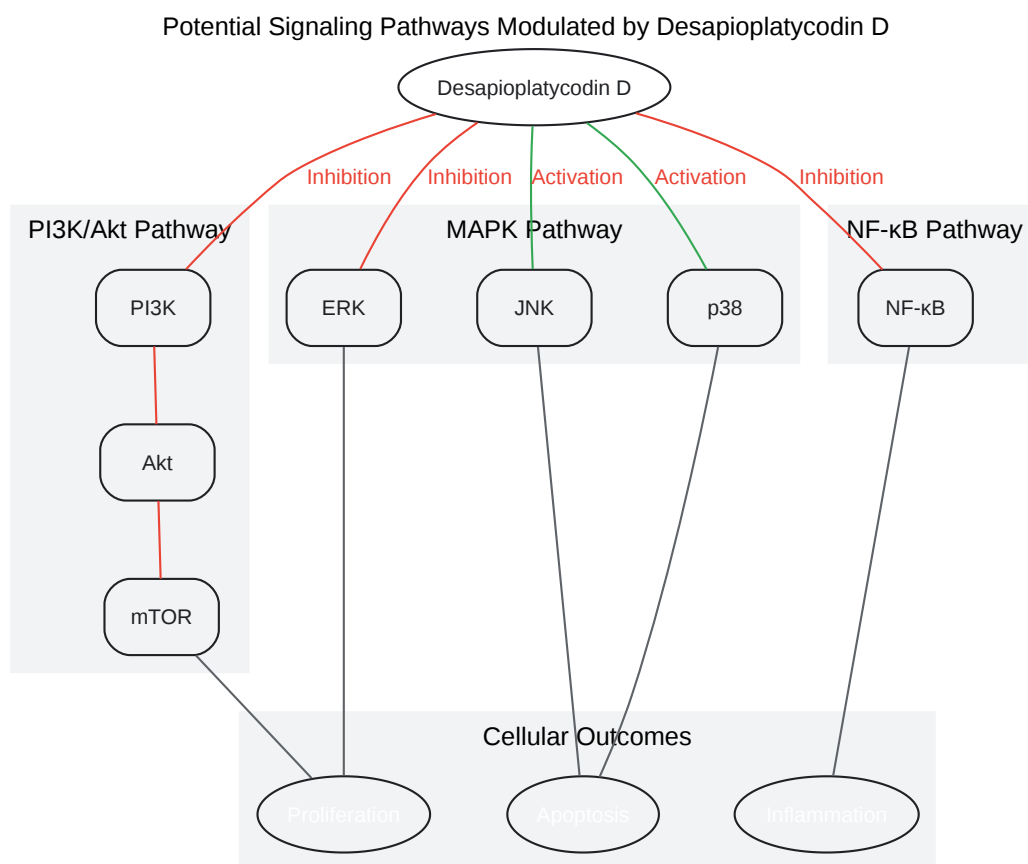 Potential Signaling Pathways Modulated by Desapioplatycodin D
Desapioplatycodin D
Inhibition
Inhibition
Activation
Activation
Inhibition
PI3K/Akt Pathway
MAPK Pathway
NF-κB Pathway
PI3K
ERK
JNK
p38
NF-κB
Akt
mTOR
Cellular Outcomes
Proliferation
Apoptosis
Inflammation